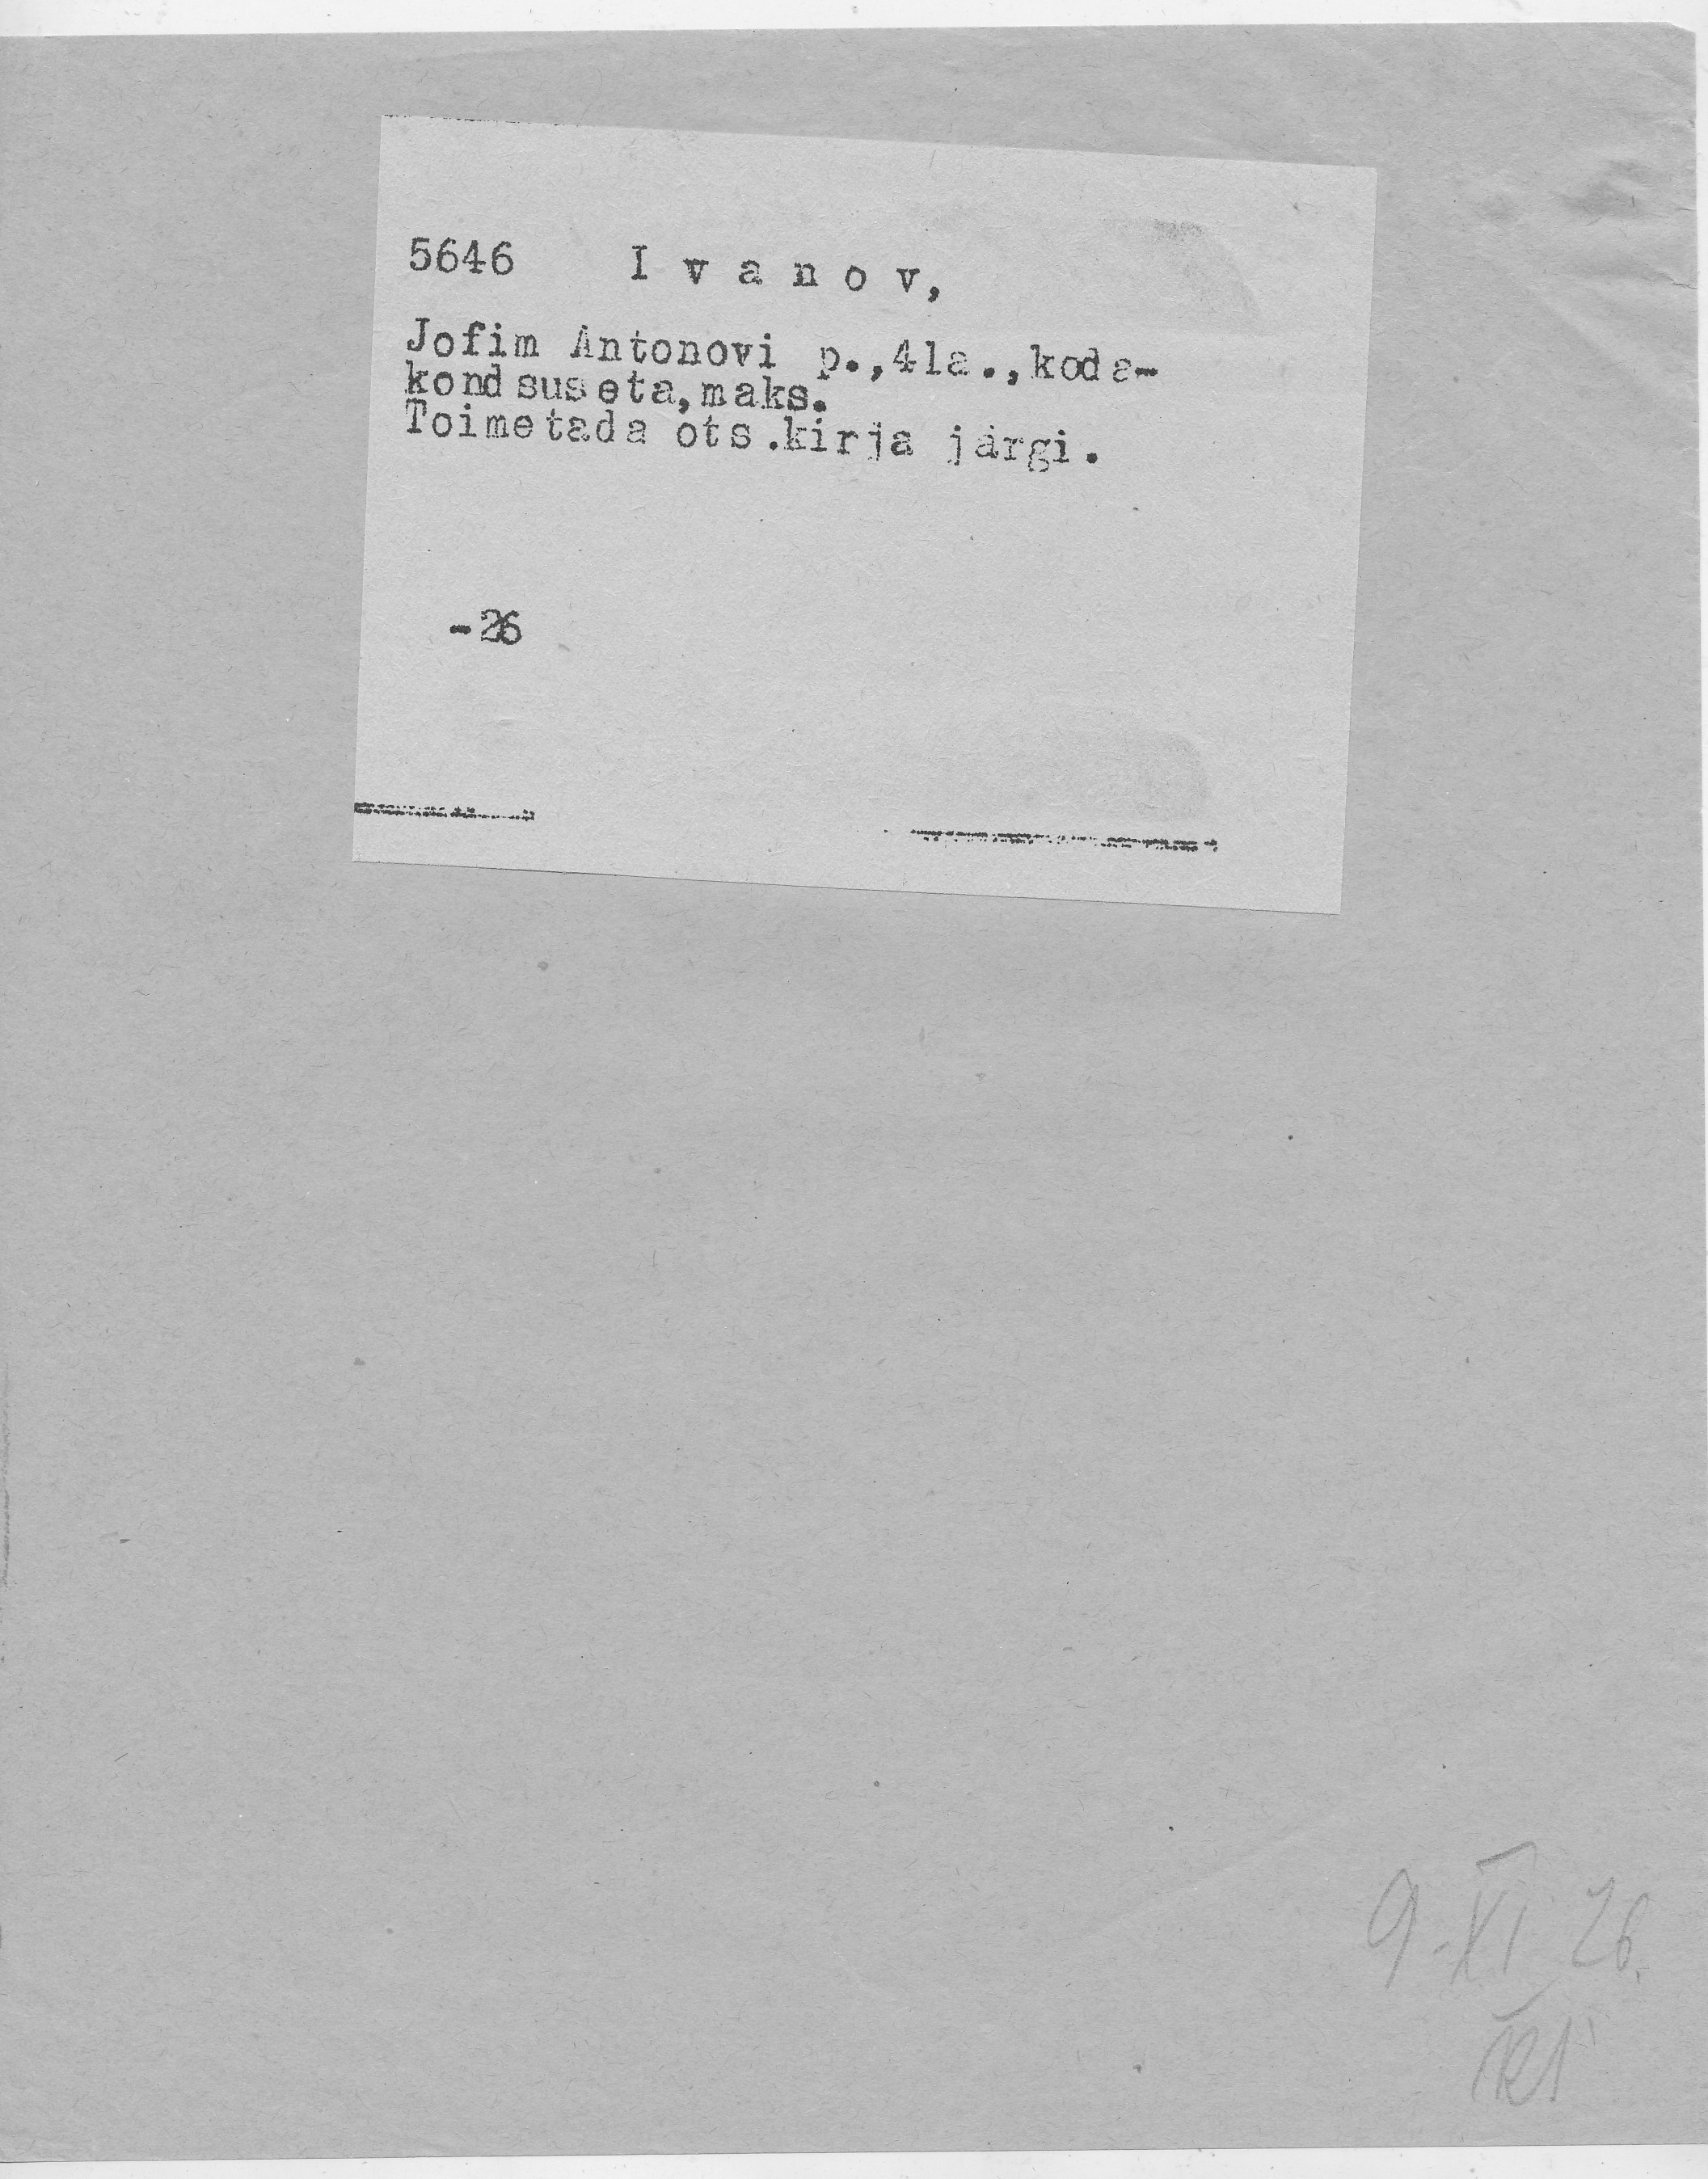 5646 I v a n o v,
Jofim Antonovi p.,41a.,koda-
kondsuseta,maks.
Toimetada ots.kirja järgi.
-26
9.XI 26.